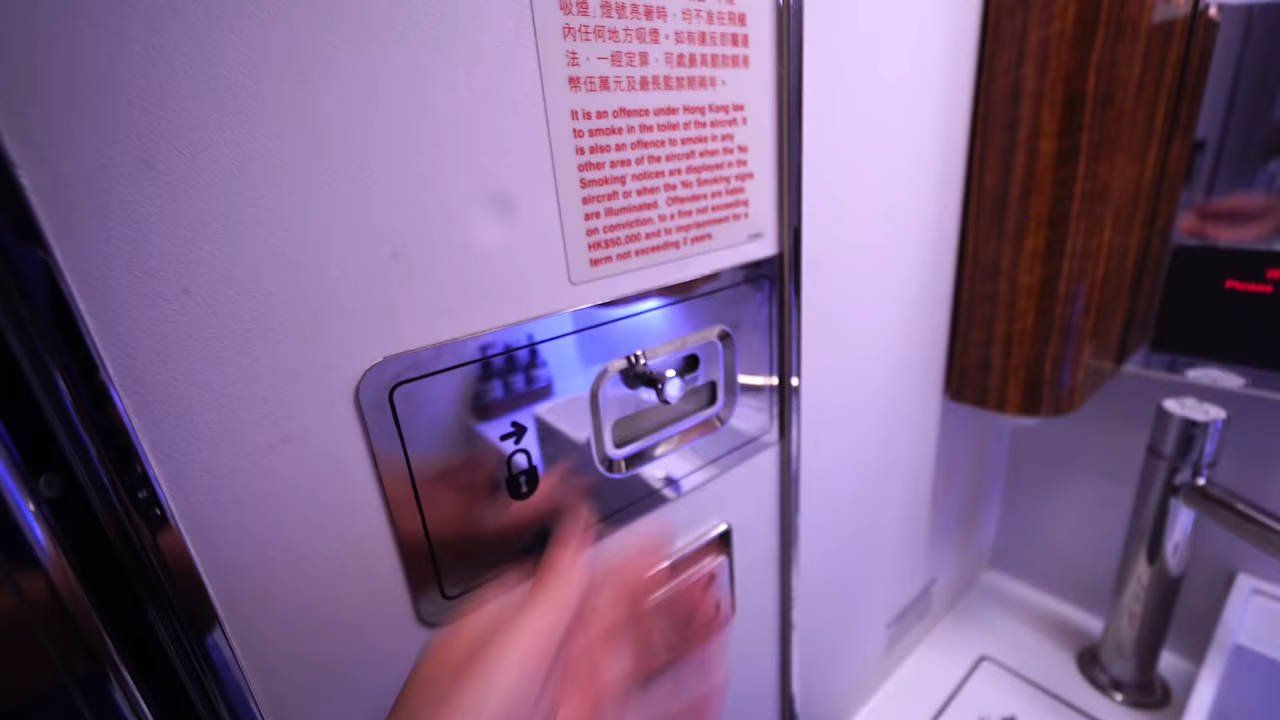 吸煙」燈號亮著時，均不准在飛機
內任何地方吸煙。如有違反即屬違
法，一經定罪，可處最高罰款港
幣伍萬元及最長監禁期兩年。
It is an offence under Hong Kong law
to smoke in the toilet of the aircraft. It
is also an offence to smoke in any
other area of the aircraft when the 'No
Smoking' notices are displayed in the
aircraft or when the 'No Smoking' signs
are illuminated. Offenders are liable
on conviction, to a fine not exceeding
HK$50,000 and to imprisonment for a
term not exceeding 2 years.
Please